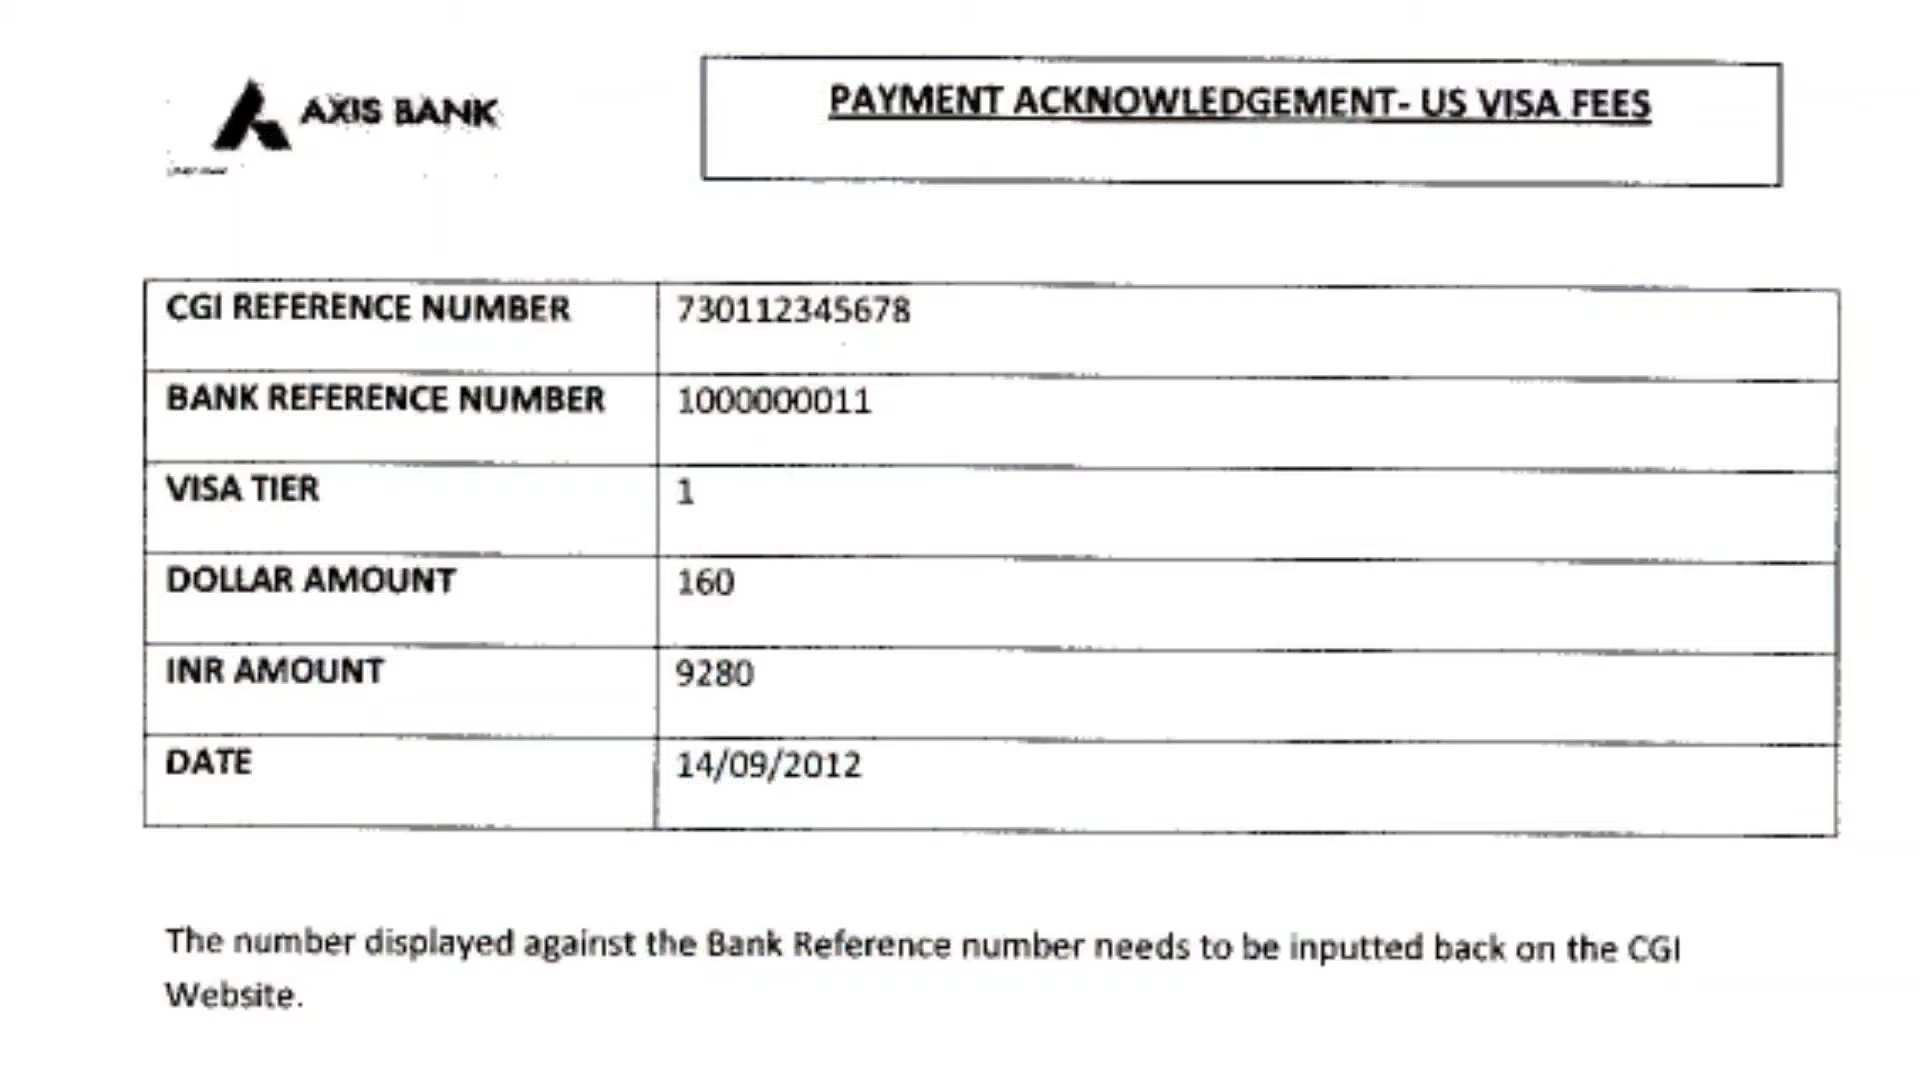 AXIS BANK
PAYMENT ACKNOWLEDGEMENT- US VISA FEES
CGI REFERENCE NUMBER 730112345678
BANK REFERENCE NUMBER 1000000011
VISA TIER 1
DOLLAR AMOUNT 160
INR AMOUNT 9280
DATE 14/09/2012
The number displayed against the Bank Reference number needs to be inputted back on the CGI
Website.